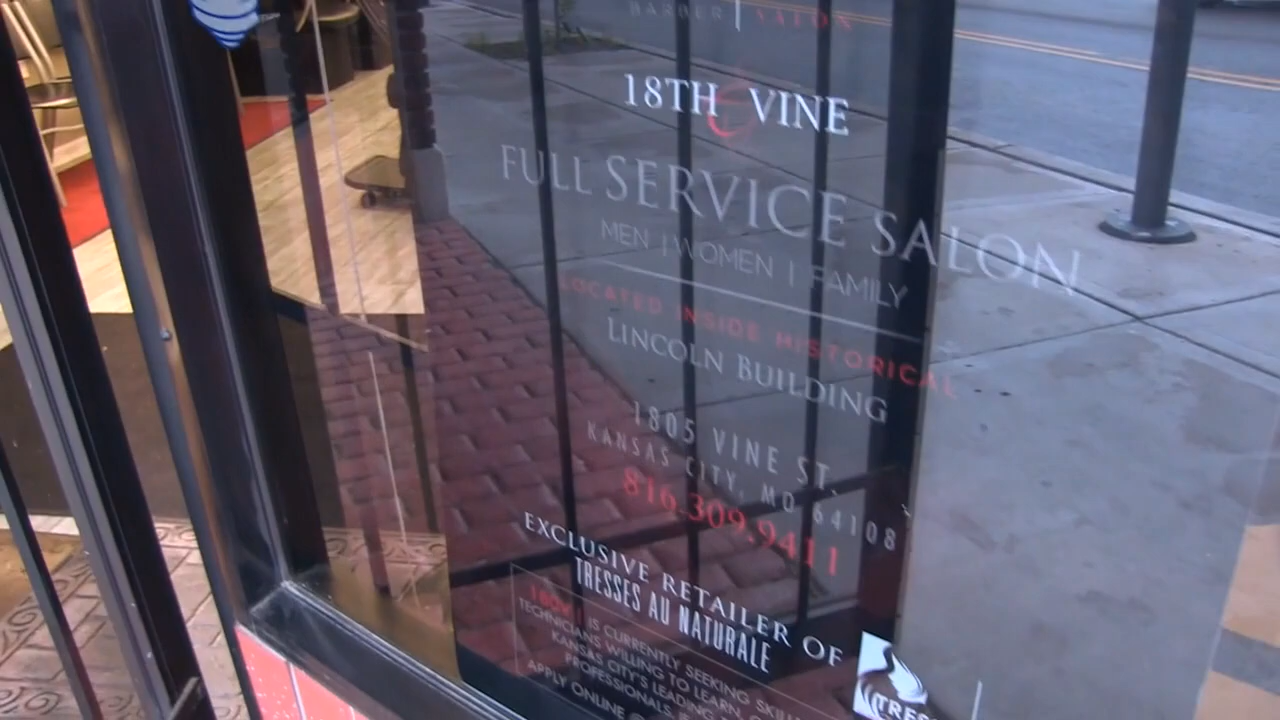 BARBER | SALON
18TH & VINE
FULL SERVICE SALON
MEN | WOMEN | FAMILY
LOCATED INSIDE HISTORICAL
LINCOLN BUILDING
1805 VINE ST.
KANSAS CITY, MO 64108
816.309.9411
EXCLUSIVE RETAILER OF
TRESSES AU NATURALE
IS CURRENTLY SEEKING
TECHNICIANS WILLING TO LEARN,
KANSAS CITY'S LEADING
PROFESSIONALS,
APPLY ONLINE @